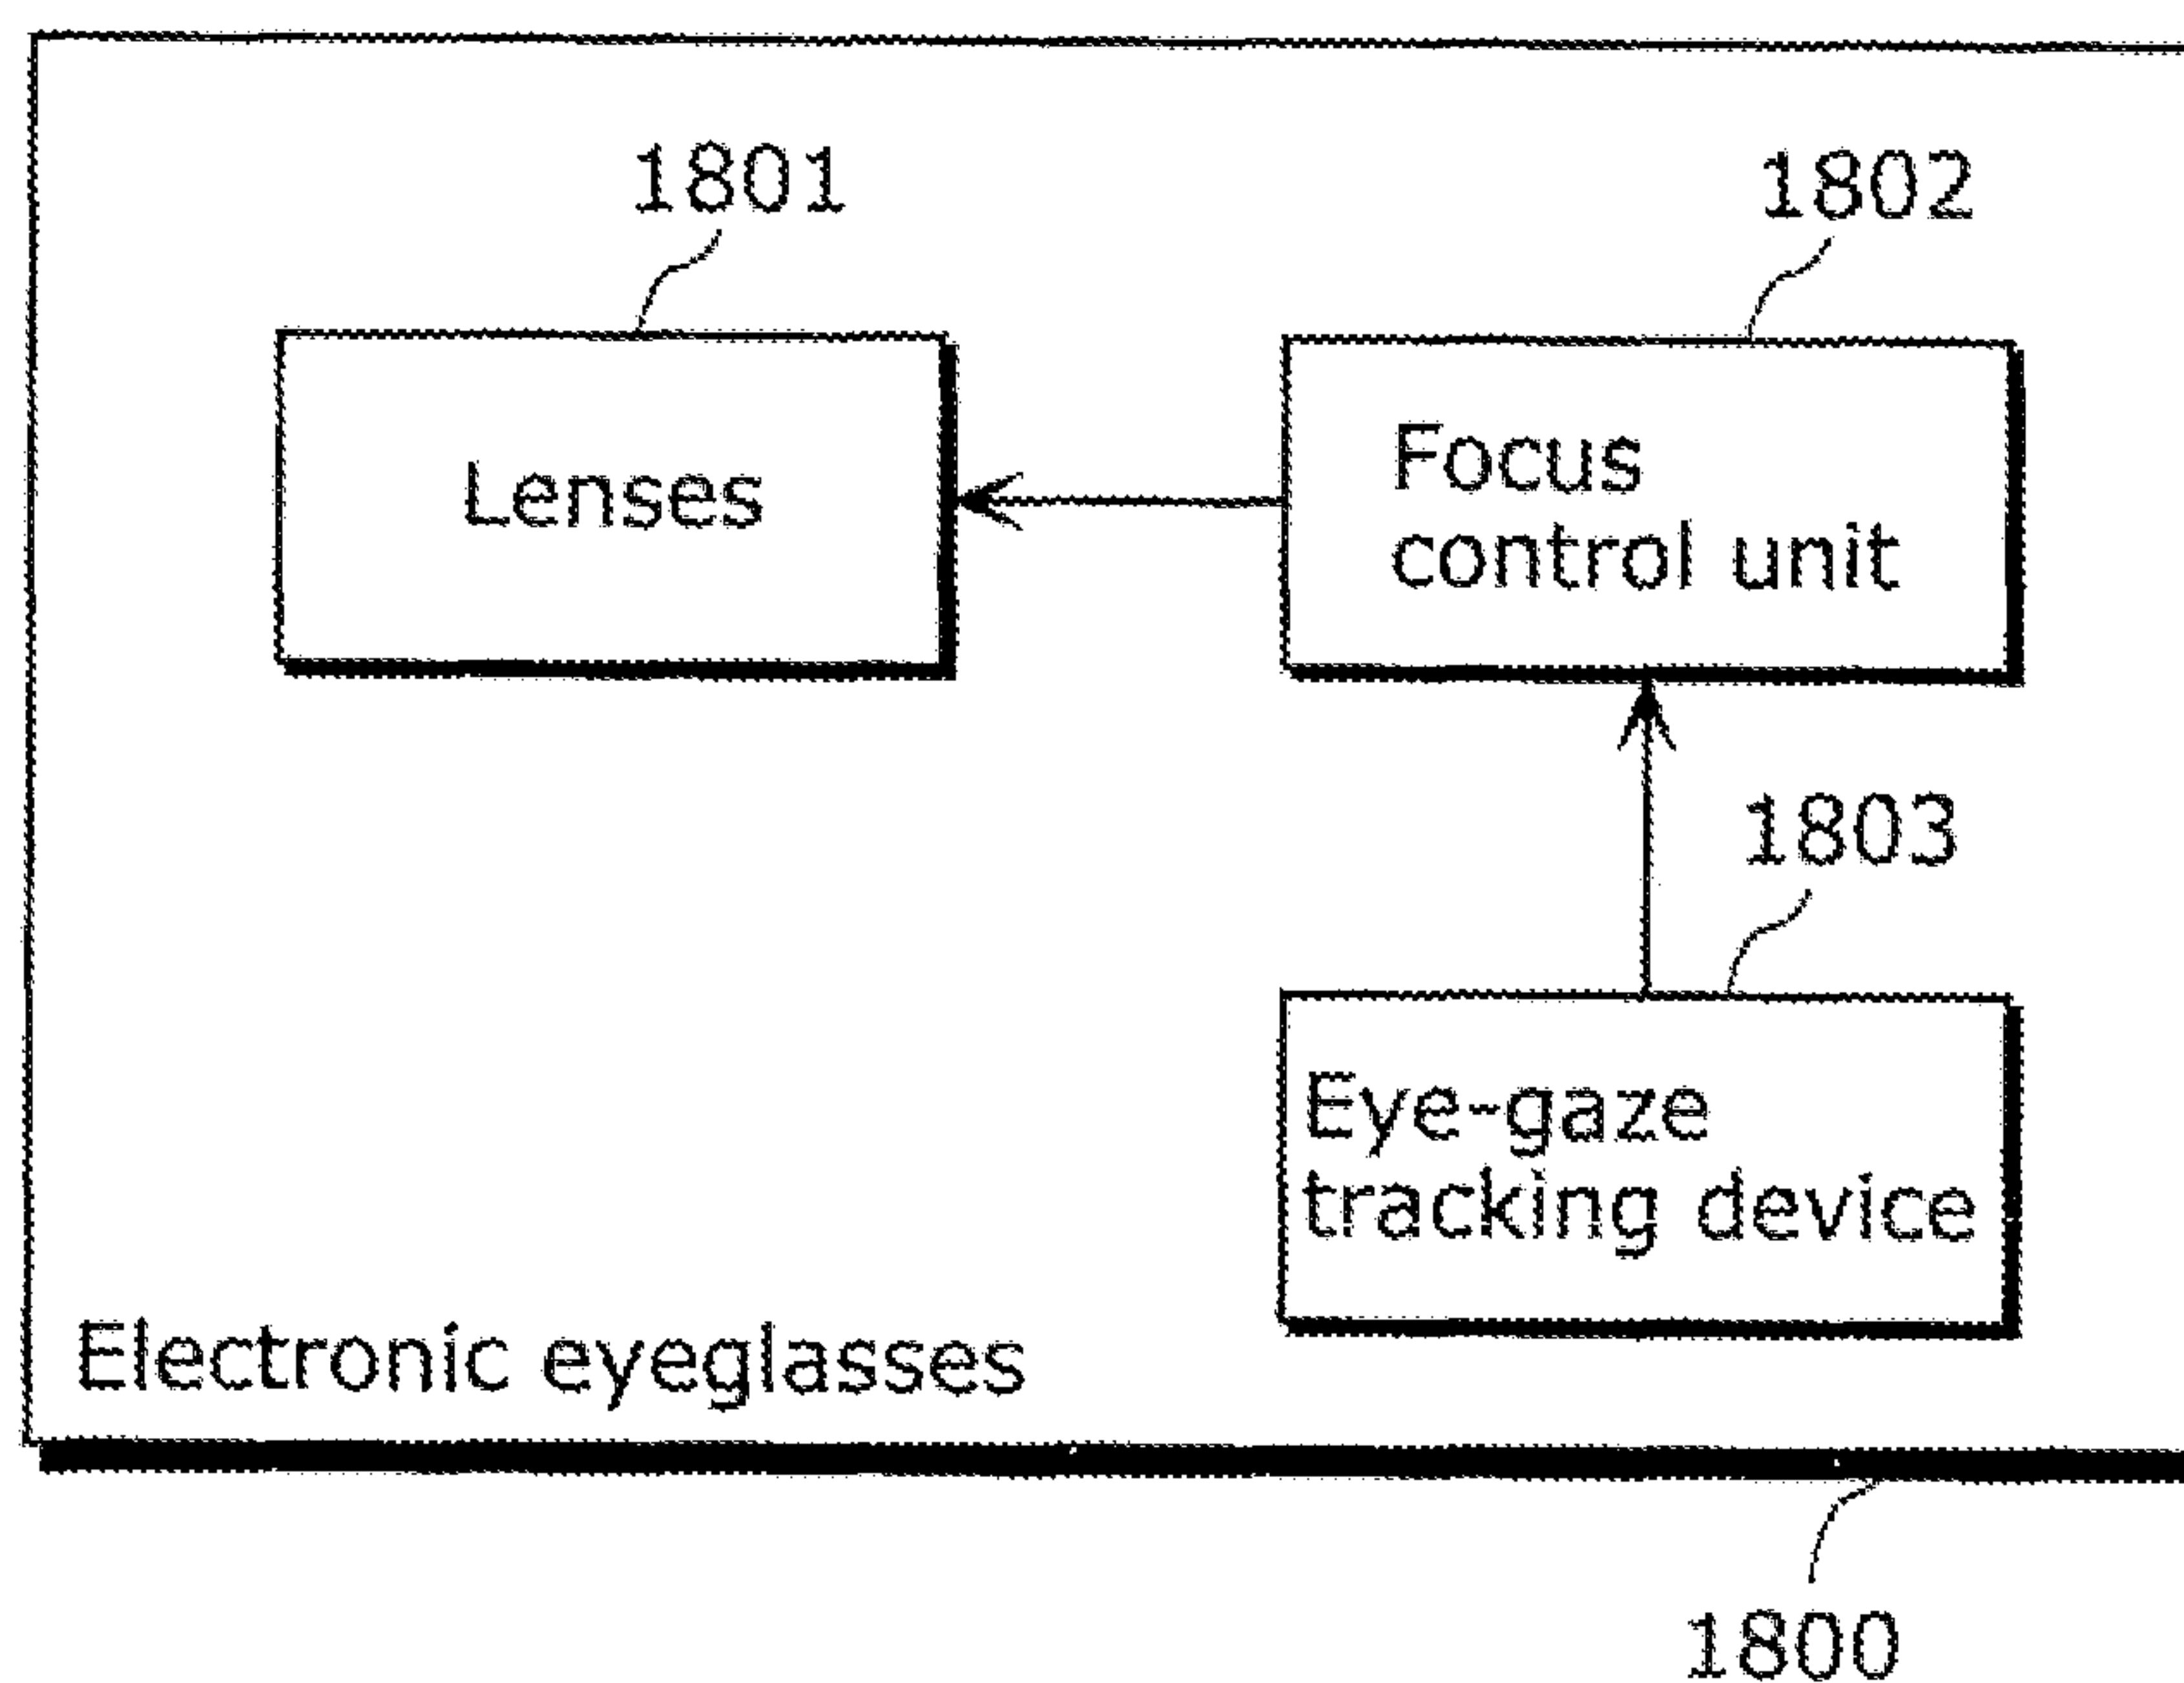 1801
1802
Lenses
Focus
control unit
1803
Eye-gaze
tracking device
Electronic eyeglasses
1800